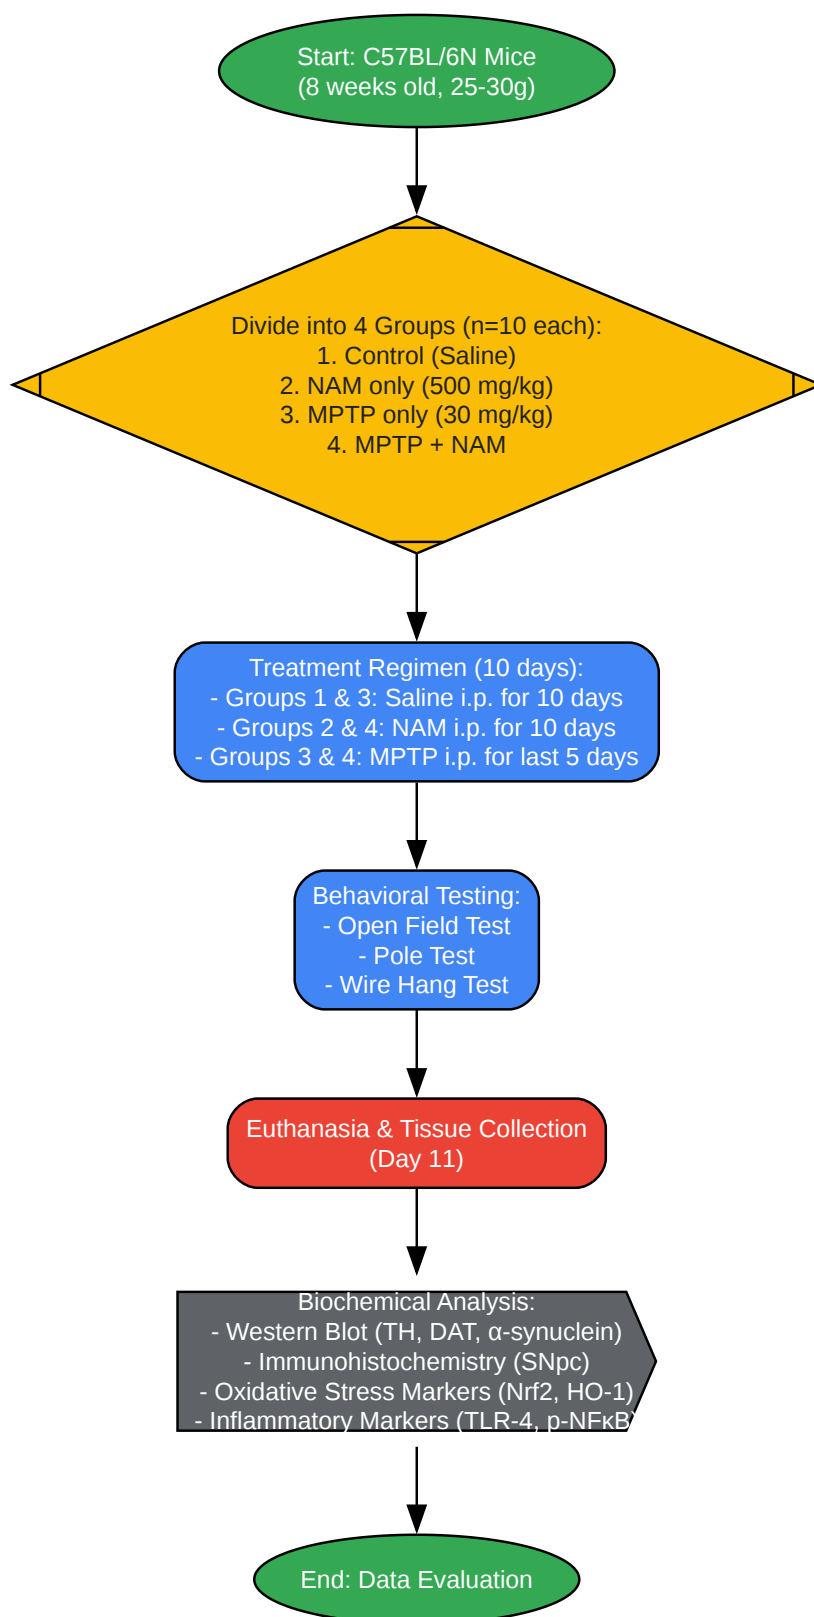 Start: C57BL/6N Mice
(8 weeks old, 25-30g)
Divide into 4 Groups (n=10 each):
1. Control (Saline)
2. NAM only (500 mg/kg)
3. MPTP only (30 mg/kg)
4. MPTP + NAM
Treatment Regimen (10 days):
- Groups 1 & 3: Saline i.p. for 10 days
- Groups 2 & 4: NAM i.p. for 10 days
- Groups 3 & 4: MPTP i.p. for last 5 days
Behavioral Testing:
- Open Field Test
- Pole Test
- Wire Hang Test
Euthanasia & Tissue Collection
(Day 11)
Biochemical Analysis:
- Western Blot (TH, DAT, α-synuclein)
- Immunohistochemistry (SNpc)
- Oxidative Stress Markers (Nrf2, HO-1)
- Inflammatory Markers (TLR-4, p-NFκB)
End: Data Evaluation